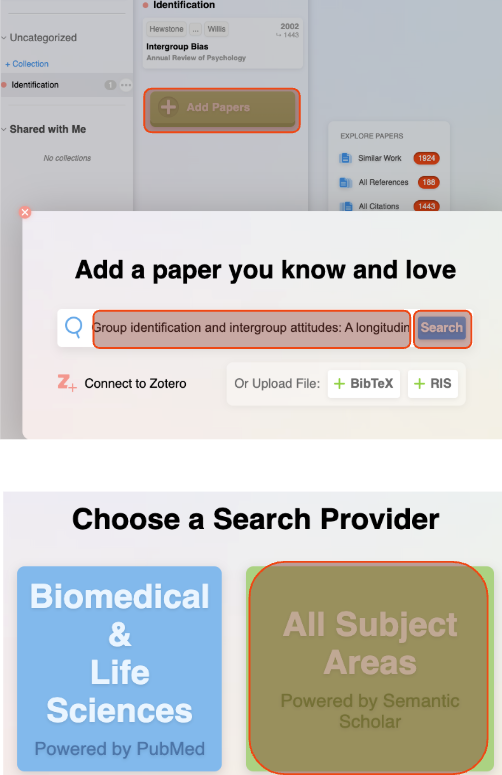 Identification
Uncategorized
Hewstone ... Willis 2002
↪ 1443
+ Collection
Intergroup Bias
Annual Review of Psychology
Identification 1 ...
+ Add Papers
Shared with Me
No collections
EXPLORE PAPERS
Similar Work 1924
All References 188
All Citations 1443
Add a paper you know and love
Group identification and intergroup attitudes: A longitudin Search
Z+ Connect to Zotero Or Upload File: + BibTeX + RIS
Choose a Search Provider
Biomedical
&
Life
Sciences
Powered by PubMed
All Subject
Areas
Powered by Semantic
Scholar